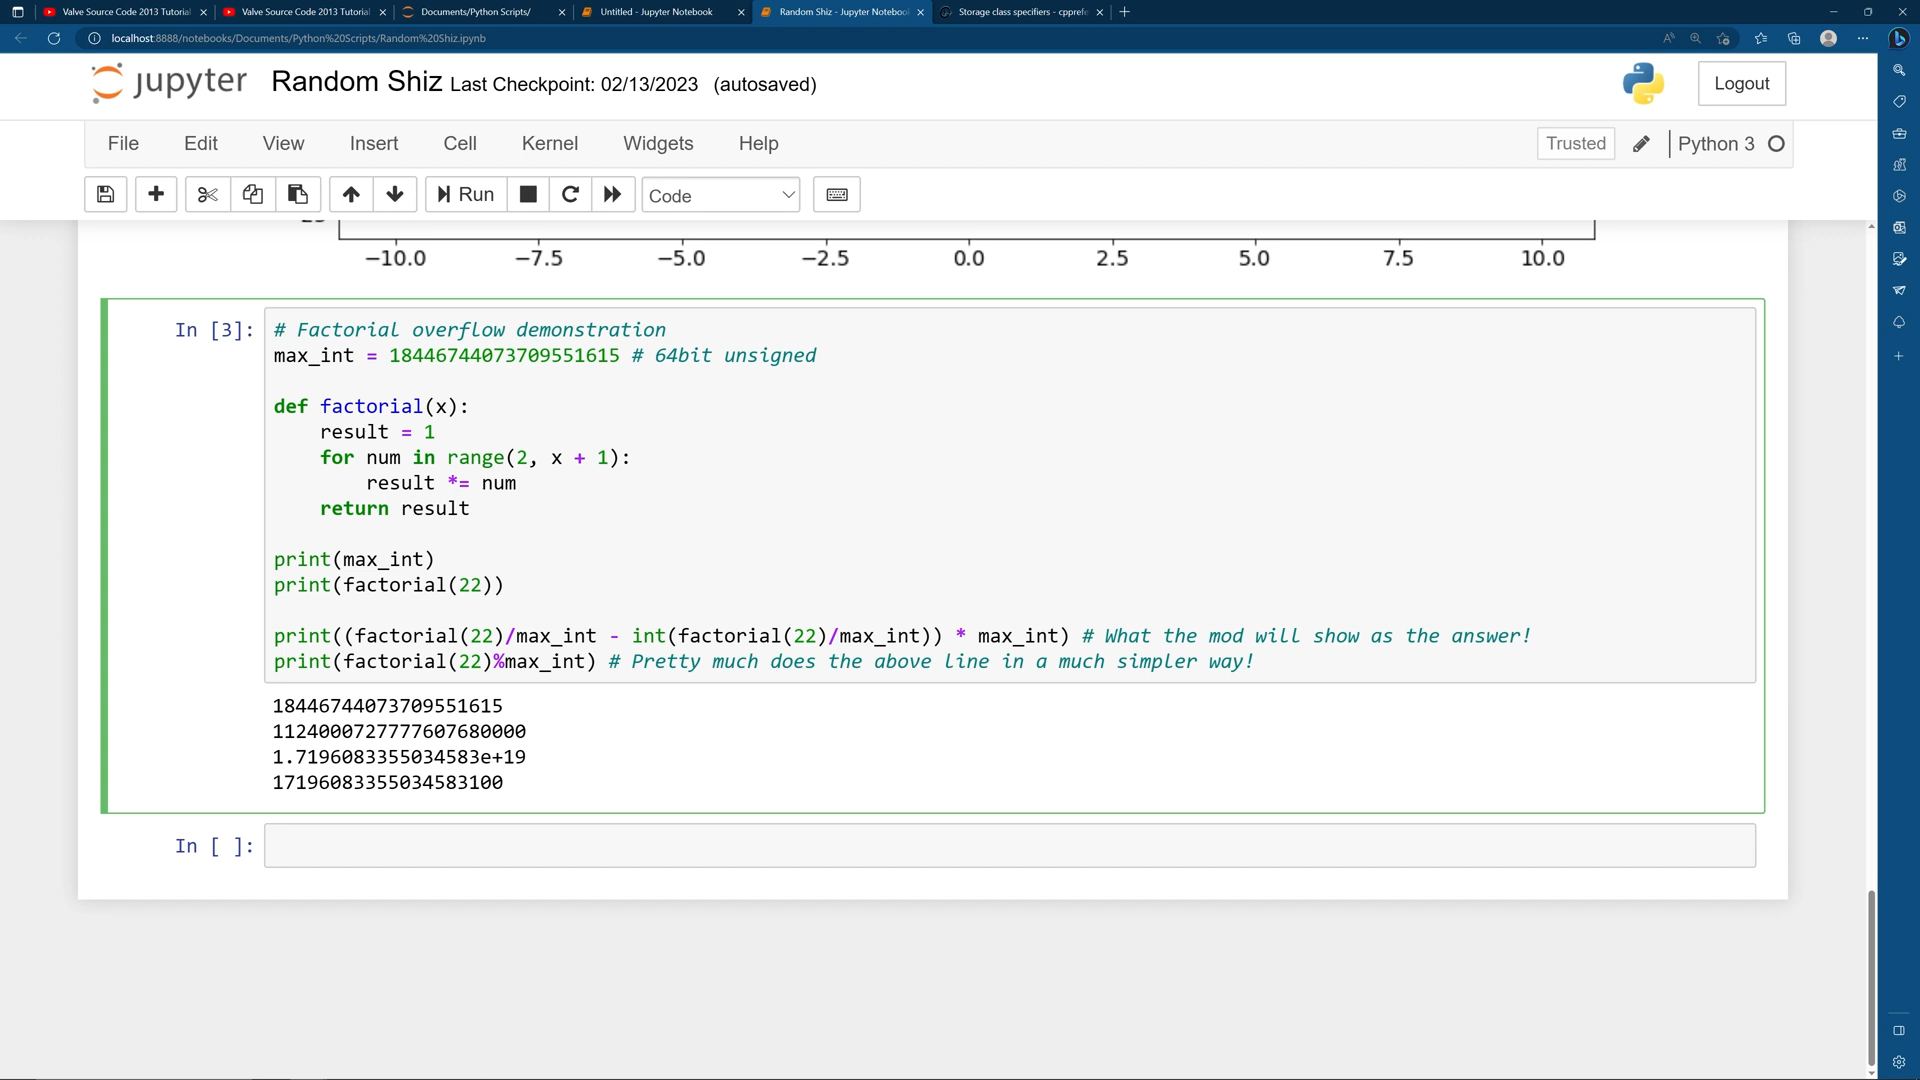 Valve Source Code 2013 Tutorial
Valve Source Code 2013 Tutorial
Documents/Python Scripts/
Untitled - Jupyter Notebook
Random Shiz - Jupyter Noteboo
Storage class specifiers - cpprefe
localhost:8888/notebooks/Documents/Python%20Scripts/Random%20Shiz.ipynb
jupyter Random Shiz Last Checkpoint: 02/13/2023 (autosaved)
Logout
File Edit View Insert Cell Kernel Widgets Help
Trusted Python 3
Run Code
−10.0 −7.5 −5.0 −2.5 0.0 2.5 5.0 7.5 10.0
In [3]: # Factorial overflow demonstration
max_int = 18446744073709551615 # 64bit unsigned
def factorial(x):
result = 1
for num in range(2, x + 1):
result *= num
return result
print(max_int)
print(factorial(22))
print((factorial(22)/max_int - int(factorial(22)/max_int)) * max_int) # What the mod will show as the answer!
print(factorial(22)%max_int) # Pretty much does the above line in a much simpler way!
18446744073709551615
1124000727777607680000
1.7196083355034583e+19
17196083355034583100
In [ ]: